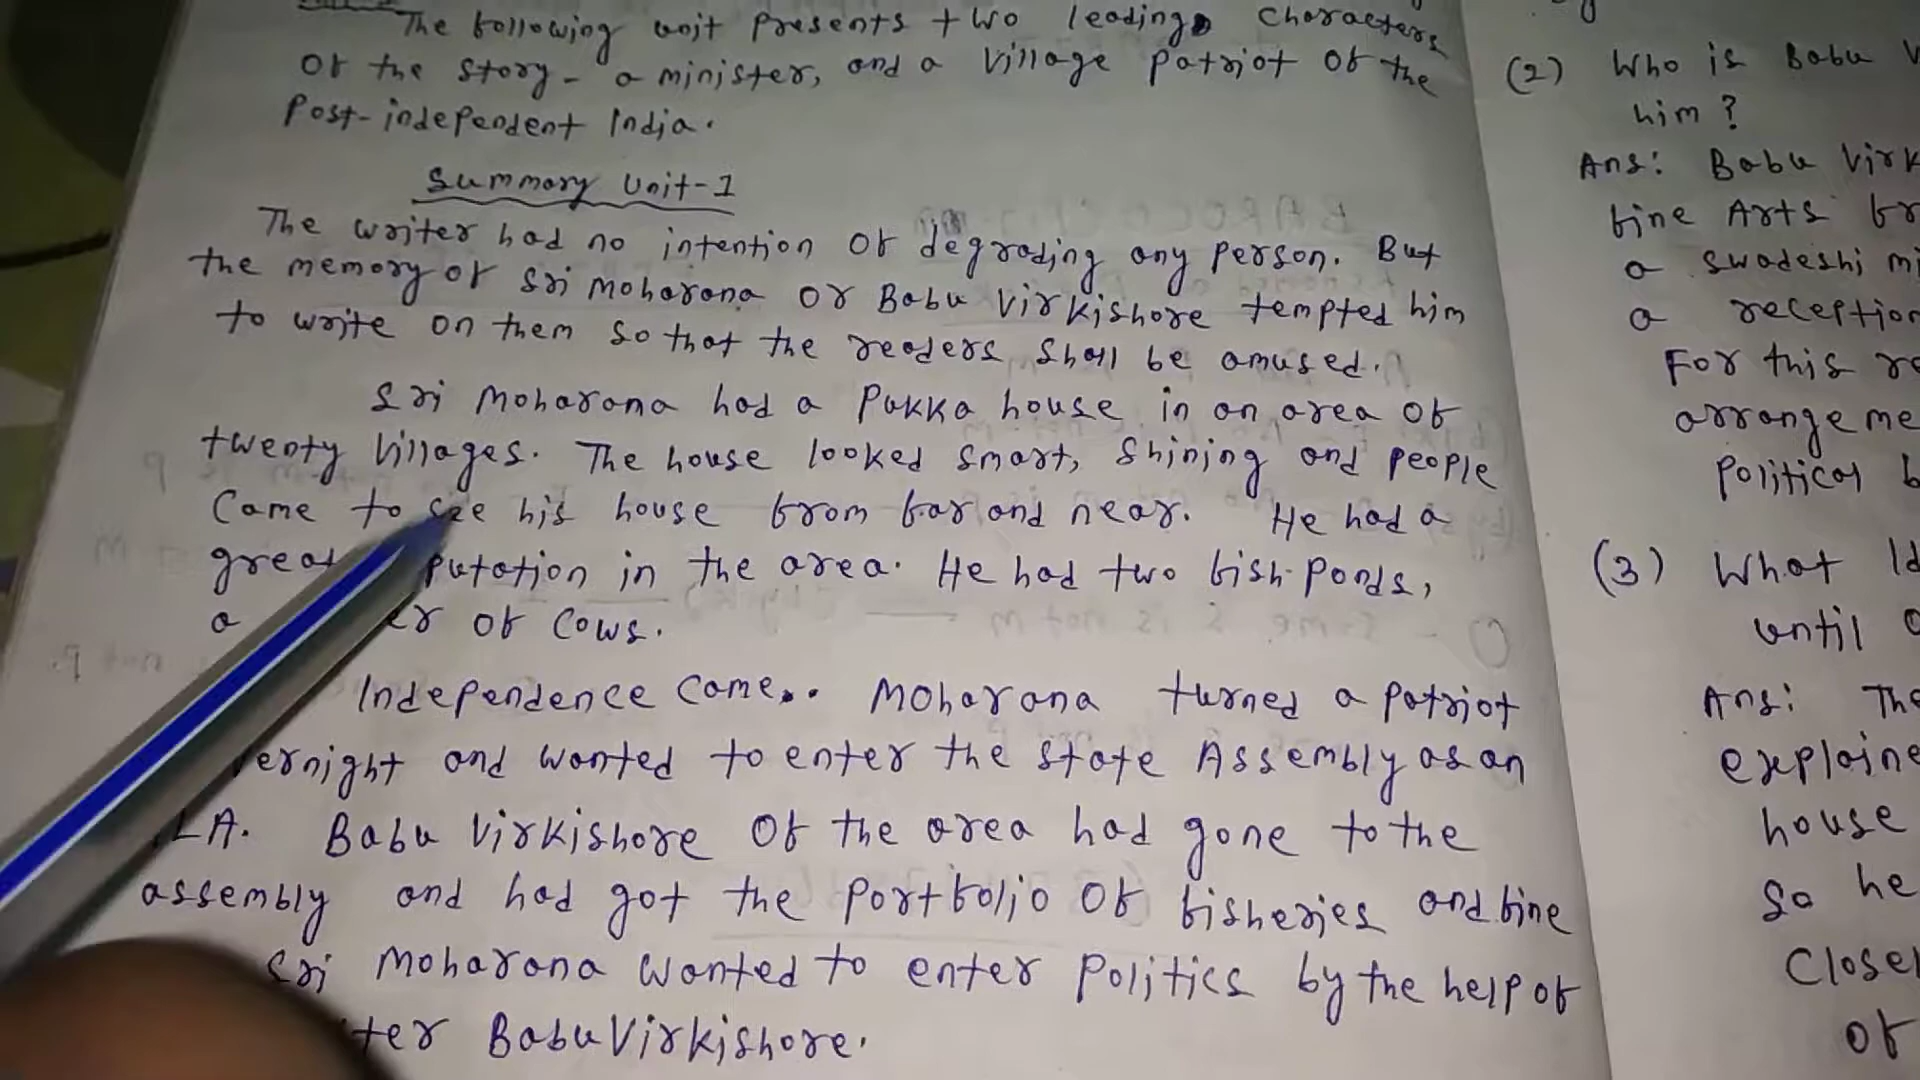 The following unit presents two leading characters
of the story - a minister, and a village patriot of the
Post-independent India.
Summary Unit-1
The writer had no intention of degrading any person. But
the memory of Sri Moharana or Babu Virkishore tempted him
to write on them so that the readers shall be amused.
Sri Moharana had a Pukka house in an area of
twenty villages. The house looked smart, shining and people
came to see his house from far and near. He had a
great putation in the area. He had two fish-ponds,
a er of cows.
Independence came.. Moharana turned a patriot
vernight and wanted to enter the state Assembly as an
LA. Babu Virkishore of the area had gone to the
assembly and had got the portfolio of fisheries and fine
Sri Moharana wanted to enter politics by the help of
ter Babu Virkishore.
(2) Who is Babu V
him?
Ans: Babu Virk
fine Arts
a swadeshi mi
a reception
For this re
arrangeme
political
(3) What
until
Ans: The
explaine
house
so he
Close
of